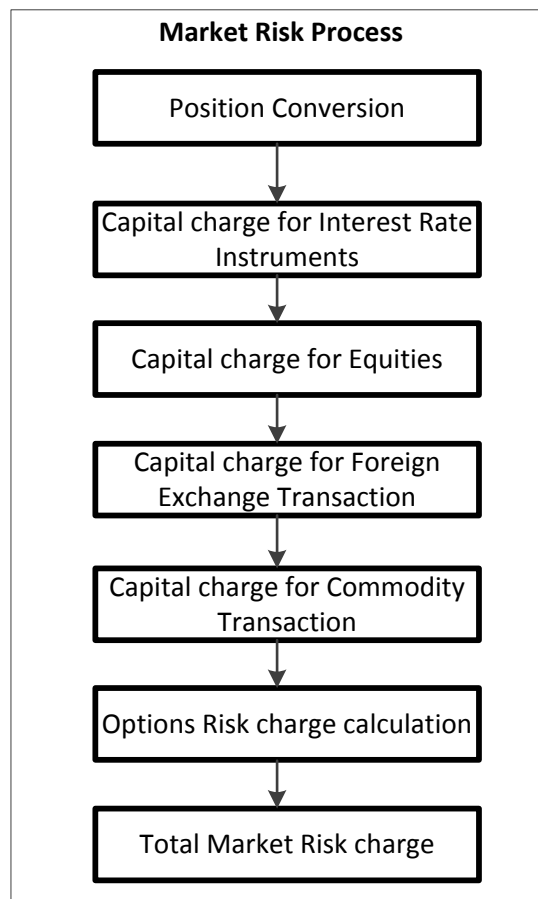 Market Risk Process
Position Conversion
Capital charge for Interest Rate
Instruments
Capital charge for Equities
Capital charge for Foreign
Exchange Transaction
Capital charge for Commodity
Transaction
Options Risk charge calculation
Total Market Risk charge